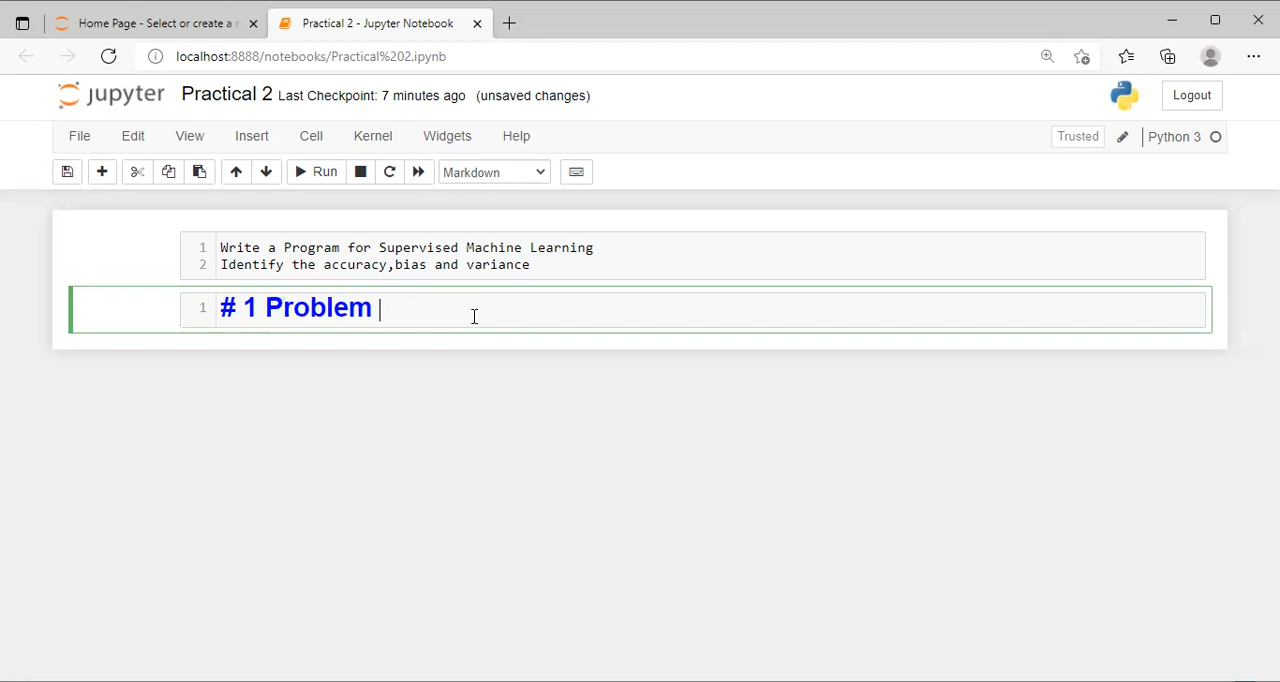 Home Page - Select or create a n
Practical 2 - Jupyter Notebook
localhost:8888/notebooks/Practical%202.ipynb
jupyter Practical 2 Last Checkpoint: 7 minutes ago (unsaved changes)
Logout
File Edit View Insert Cell Kernel Widgets Help
Trusted Python 3
Run Markdown
1 Write a Program for Supervised Machine Learning
2 Identify the accuracy,bias and variance
1 # 1 Problem